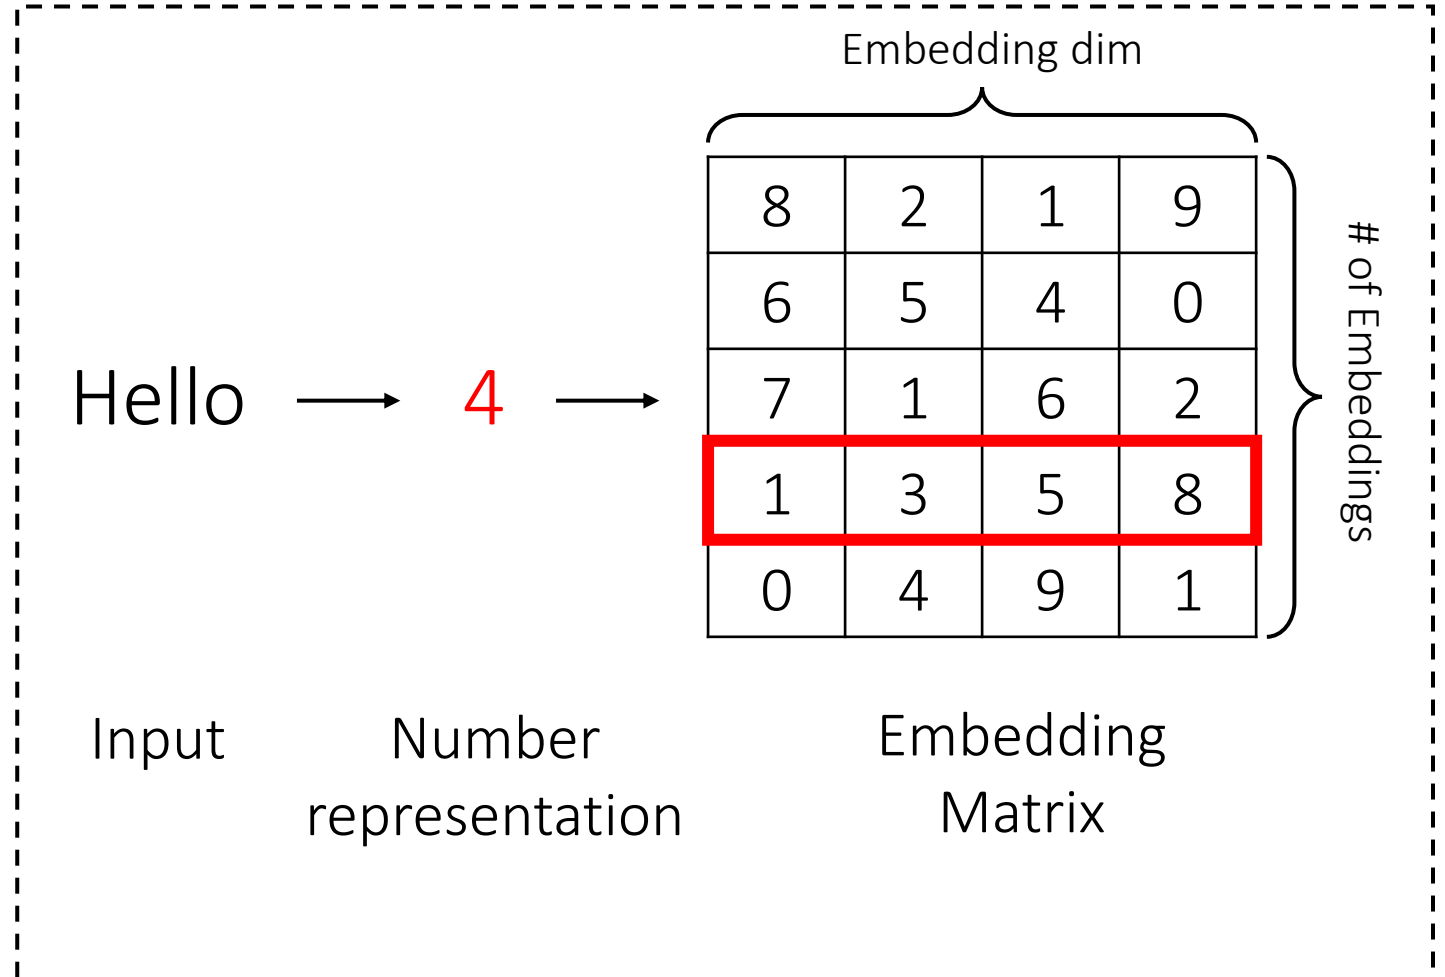 Embedding dim
8 2 1 9
6 5 4 0
7 1 6 2
1 3 5 8
0 4 9 1
# of Embeddings
Hello
4
Input
Number
representation
Embedding
Matrix